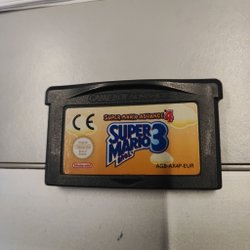 GAME BOY ADVANCE
SUPER MARIO ADVANCE 4
CE
SUPER
MARIO 3
BROS.
Nintendo
AGB-AX4P-EUR